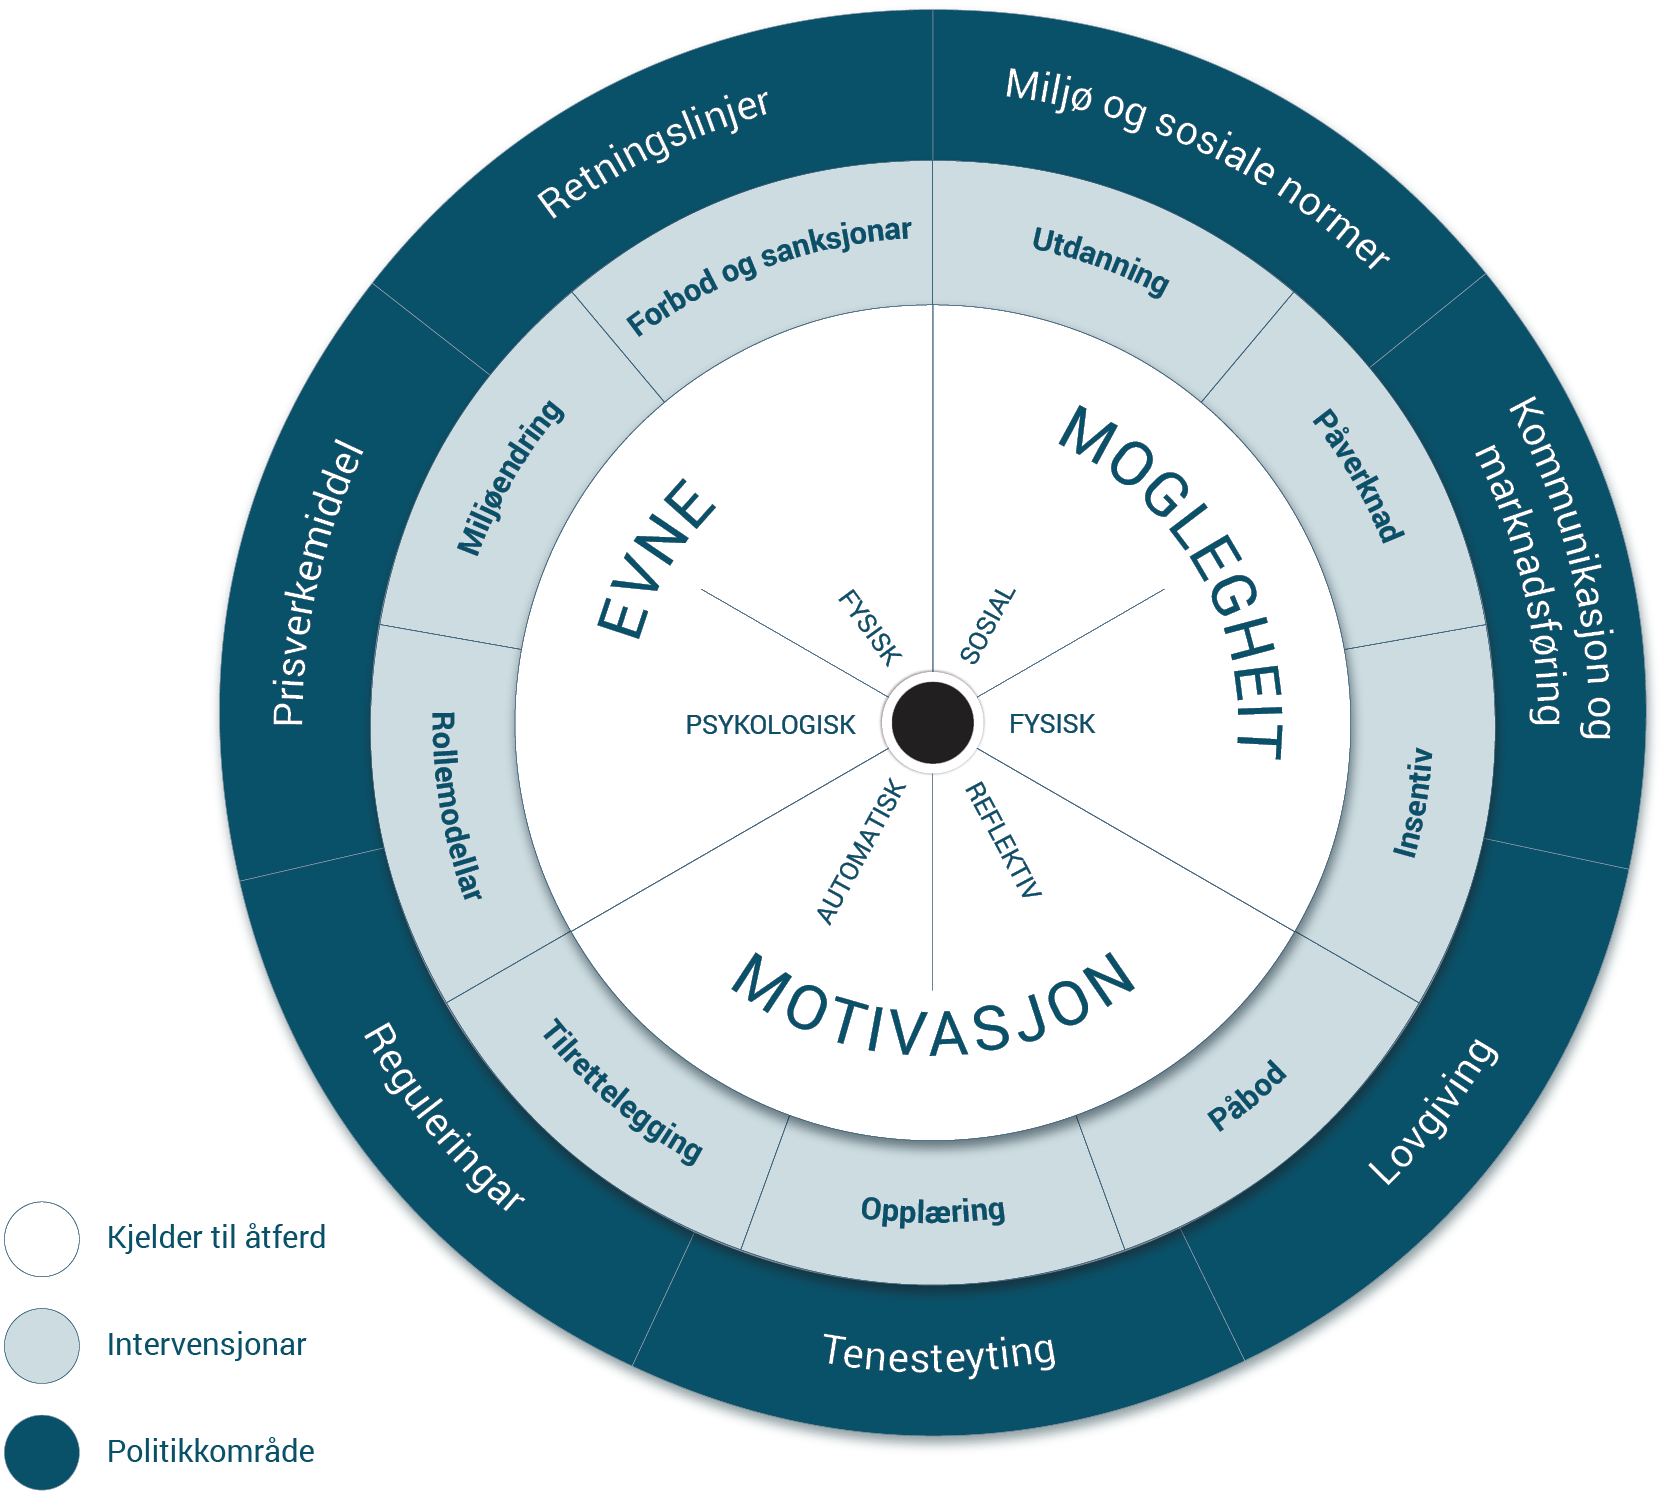 Miljø og sosiale normer
Kommunikasjon og
marknadsføring
Lovgiving
Tenesteyting
Reguleringar
Prisverkemiddel
Retningslinjer
Utdanning
Påverknad
Insentiv
Påbod
Opplæring
Tilrettelegging
Rollemodellar
Miljøendring
Forbod og sanksjonar
EVNE
MOGLEGHEIT
MOTIVASJON
FYSISK
SOSIAL
PSYKOLOGISK
FYSISK
AUTOMATISK
REFLEKTIV
Kjelder til åtferd
Intervensjonar
Politikkområde